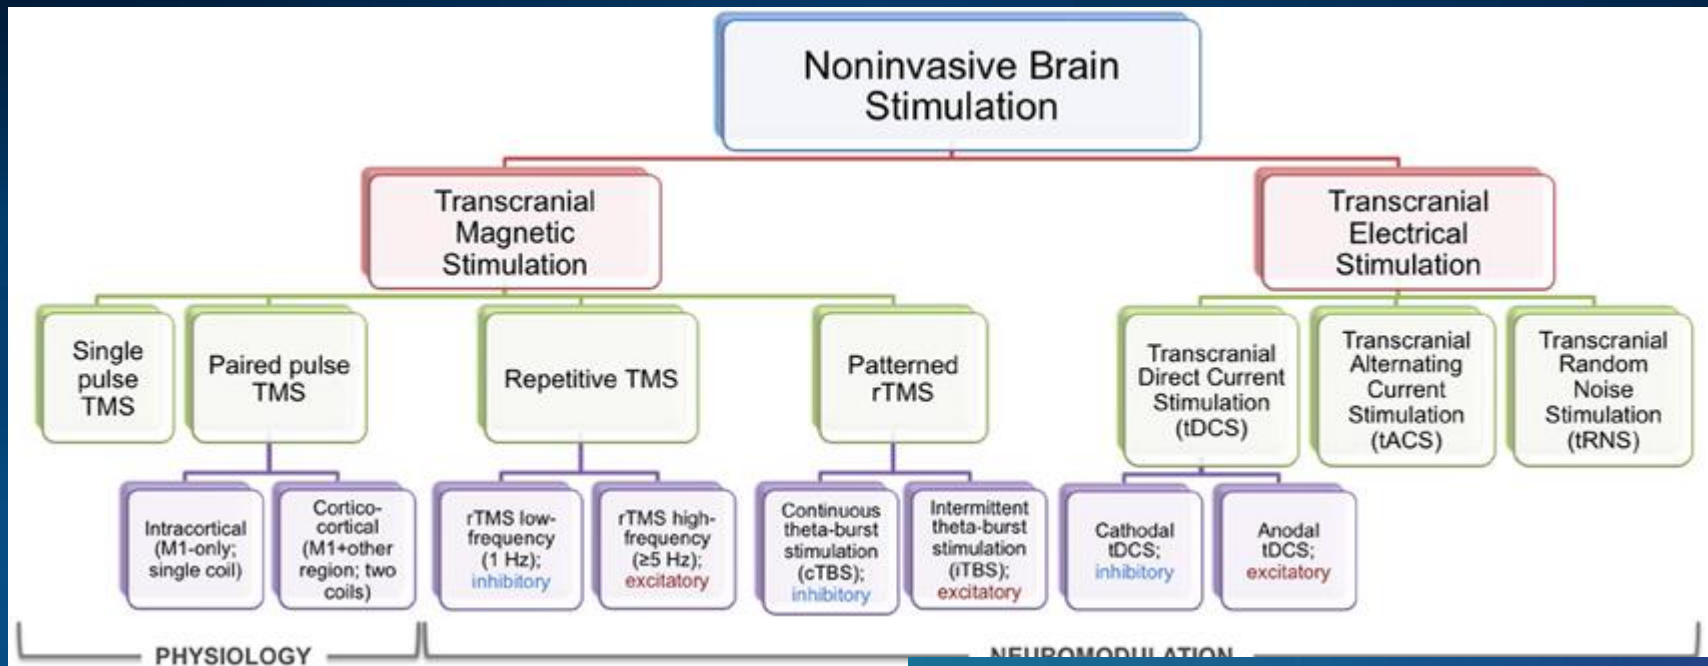 Noninvasive Brain
Stimulation
Transcranial
Magnetic
Stimulation
Transcranial
Electrical
Stimulation
Single
pulse
TMS
Paired pulse
TMS
Repetitive TMS
Patterned
rTMS
Transcranial
Direct Current
Stimulation
(tDCS)
Transcranial
Alternating
Current
Stimulation
(tACS)
Transcranial
Random
Noise
Stimulation
(tRNS)
Intracortical
(M1-only;
single coil)
Cortico-
cortical
(M1+other
region; two
coils)
rTMS low-
frequency
(1 Hz);
inhibitory
rTMS high-
frequency
(≥5 Hz);
excitatory
Continuous
theta-burst
stimulation
(cTBS);
inhibitory
Intermittent
theta-burst
stimulation
(iTBS);
excitatory
Cathodal
tDCS;
inhibitory
Anodal
tDCS;
excitatory
PHYSIOLOGY
NEUROMODULATION